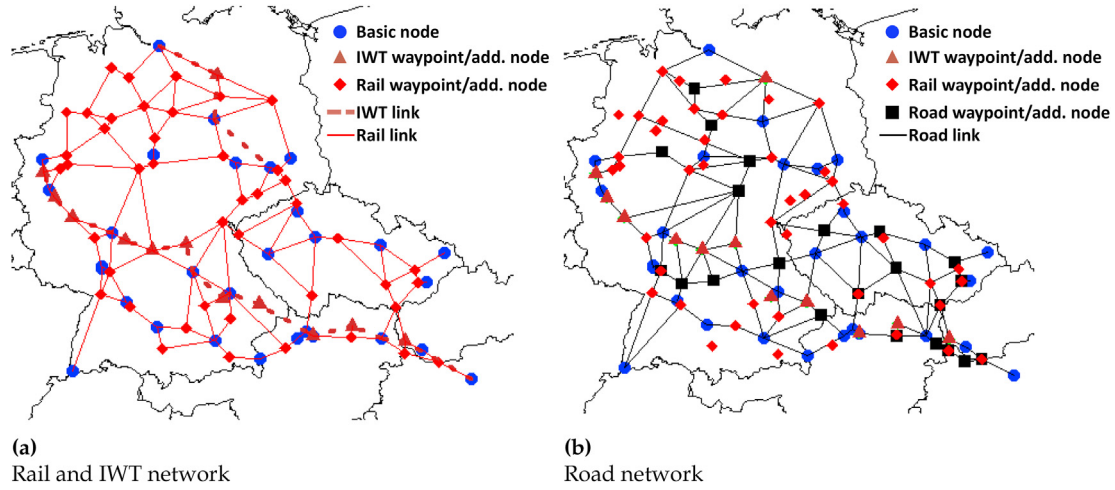 Basic node
IWT waypoint/add. node
Rail waypoint/add. node
IWT link
Rail link
Basic node
IWT waypoint/add. node
Rail waypoint/add. node
Road waypoint/add. node
Road link
(a)
Rail and IWT network
(b)
Road network